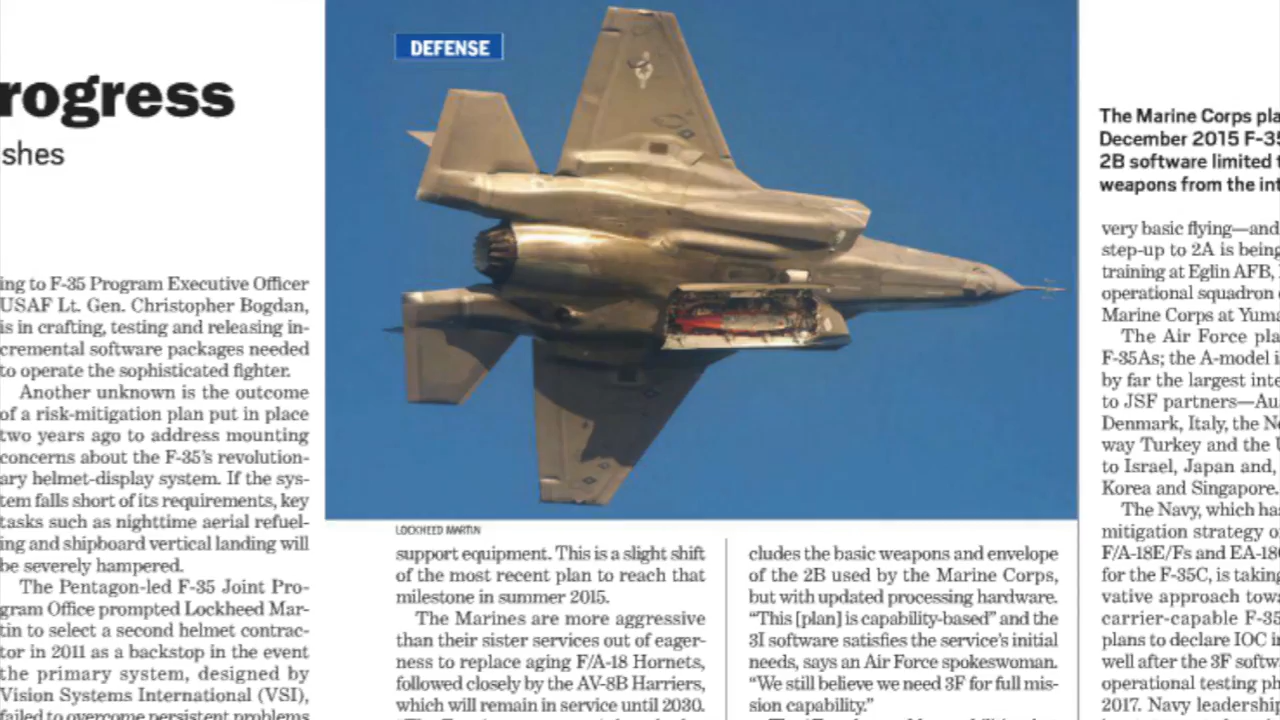 rogress
shes
ing to F-35 Program Executive Officer
USAF Lt. Gen. Christopher Bogdan,
is in crafting, testing and releasing in-
cremental software packages needed
to operate the sophisticated fighter.
Another unknown is the outcome
of a risk-mitigation plan put in place
two years ago to address mounting
concerns about the F-35's revolution-
ary helmet-display system. If the sys-
tem falls short of its requirements, key
tasks such as nighttime aerial refuel-
ing and shipboard vertical landing will
be severely hampered.
The Pentagon-led F-35 Joint Pro-
gram Office prompted Lockheed Mar-
tin to select a second helmet contrac-
tor in 2011 as a backstop in the event
the primary system, designed by
Vision Systems International (VSI),
failed to overcome persistent problems
DEFENSE
LOCKHEED MARTIN
support equipment. This is a slight shift
of the most recent plan to reach that
milestone in summer 2015.
The Marines are more aggressive
than their sister services out of eager-
ness to replace aging F/A-18 Hornets,
followed closely by the AV-8B Harriers,
which will remain in service until 2030.
cludes the basic weapons and envelope
of the 2B used by the Marine Corps,
but with updated processing hardware.
“This [plan] is capability-based” and the
3I software satisfies the service's initial
needs, says an Air Force spokeswoman.
“We still believe we need 3F for full mis-
sion capability.”
The Marine Corps pla
December 2015 F-35
2B software limited t
weapons from the int
very basic flying—and
step-up to 2A is being
training at Eglin AFB,
operational squadron
Marine Corps at Yuma
The Air Force pla
F-35As; the A-model i
by far the largest inte
to JSF partners—Au
Denmark, Italy, the Ne
way Turkey and the U
to Israel, Japan and,
Korea and Singapore.
The Navy, which has
mitigation strategy o
F/A-18E/Fs and EA-18
for the F-35C, is taking
vative approach towa
carrier-capable F-35
plans to declare IOC in
well after the 3F softw
operational testing ph
2017. Navy leadership